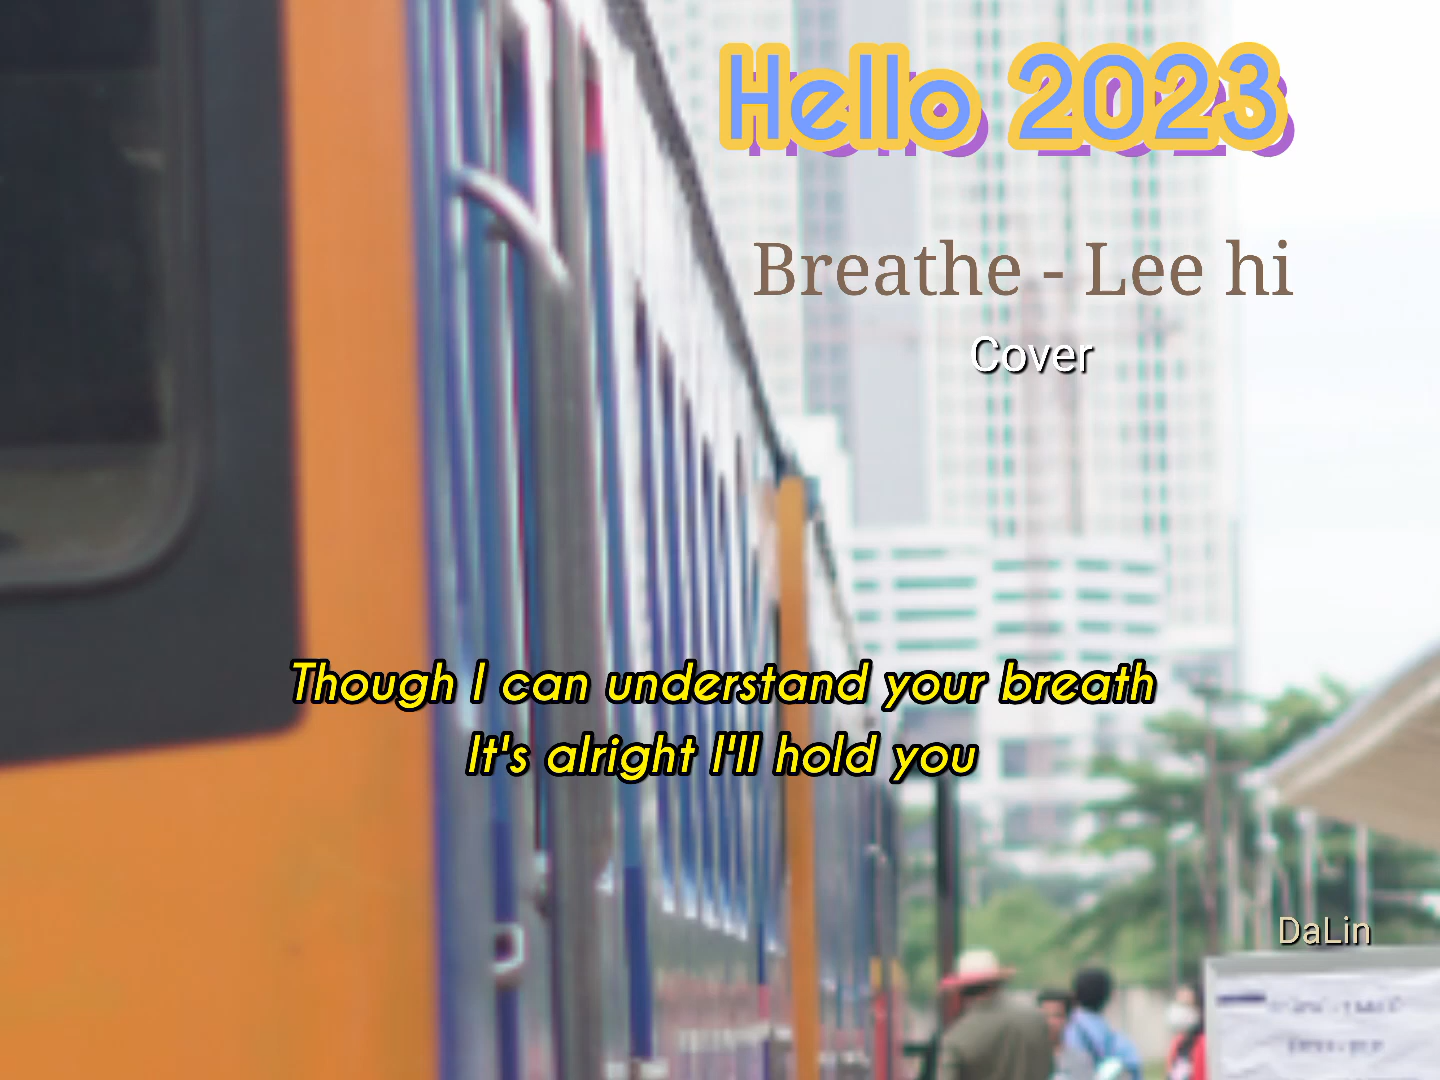 Hello 2023
Breathe - Lee hi
Cover
Though I can understand your breath
It's alright I'll hold you
DaLin